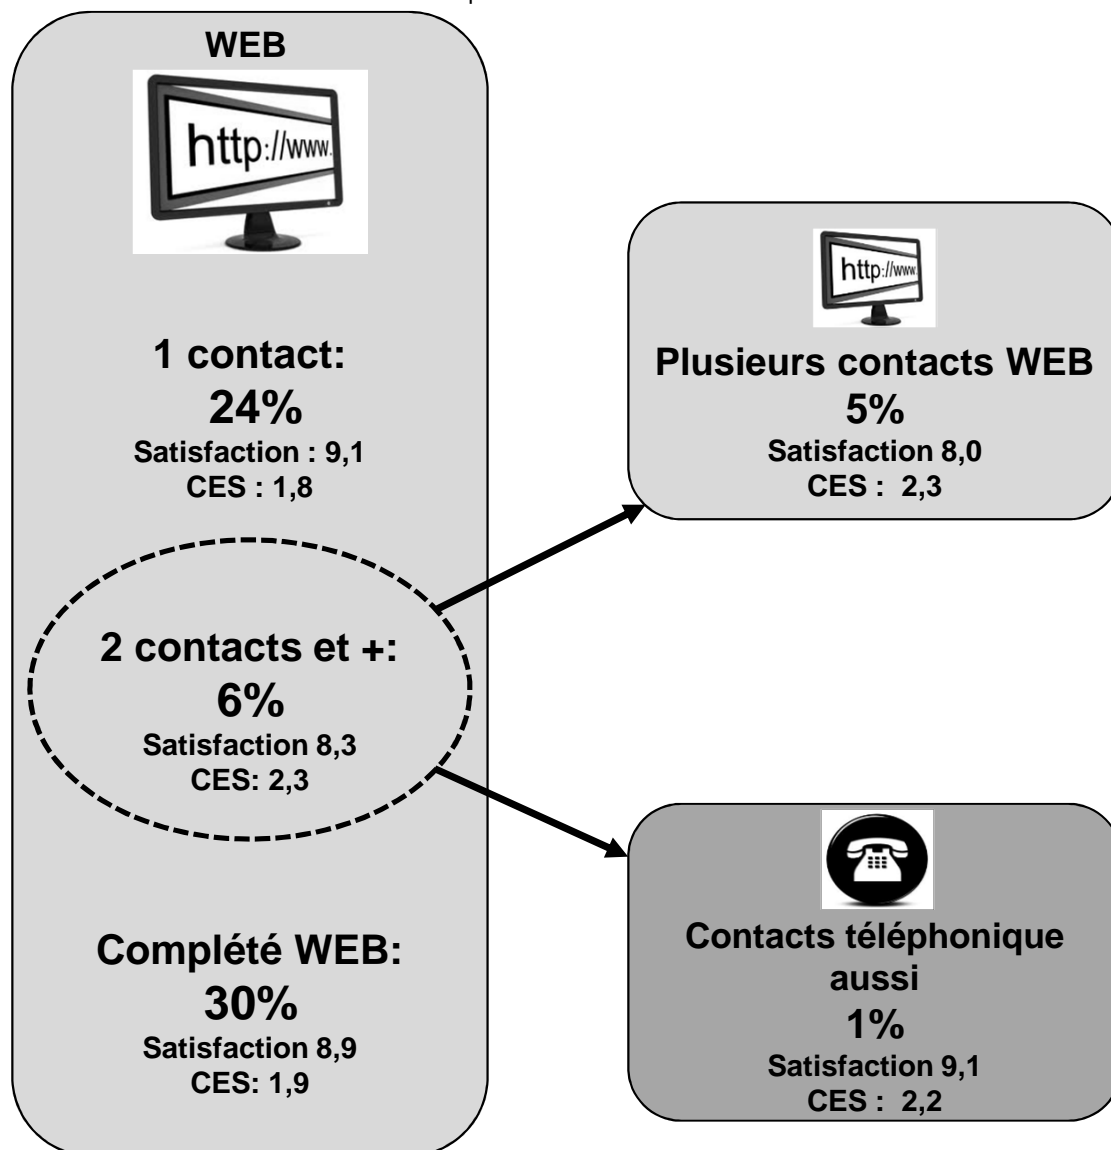 WEB
http://www.
1 contact:
24%
Satisfaction : 9,1
CES : 1,8
2 contacts et +:
6%
Satisfaction 8,3
CES: 2,3
Complété WEB:
30%
Satisfaction 8,9
CES: 1,9
http://www.
Plusieurs contacts WEB
5%
Satisfaction 8,0
CES :  2,3
Contacts téléphonique
aussi
1%
Satisfaction 9,1
CES :  2,2